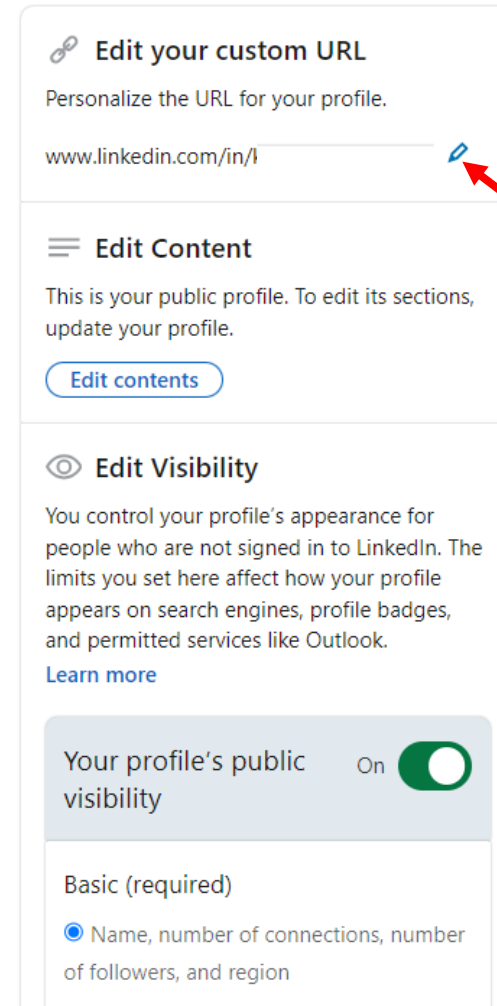 Edit your custom URL
Personalize the URL for your profile.
www.linkedin.com/in/
Edit Content
This is your public profile. To edit its sections,
update your profile.
Edit contents
Edit Visibility
You control your profile's appearance for
people who are not signed in to LinkedIn. The
limits you set here affect how your profile
appears on search engines, profile badges,
and permitted services like Outlook.
Learn more
Your profile's public On
visibility
Basic (required)
Name, number of connections, number
of followers, and region